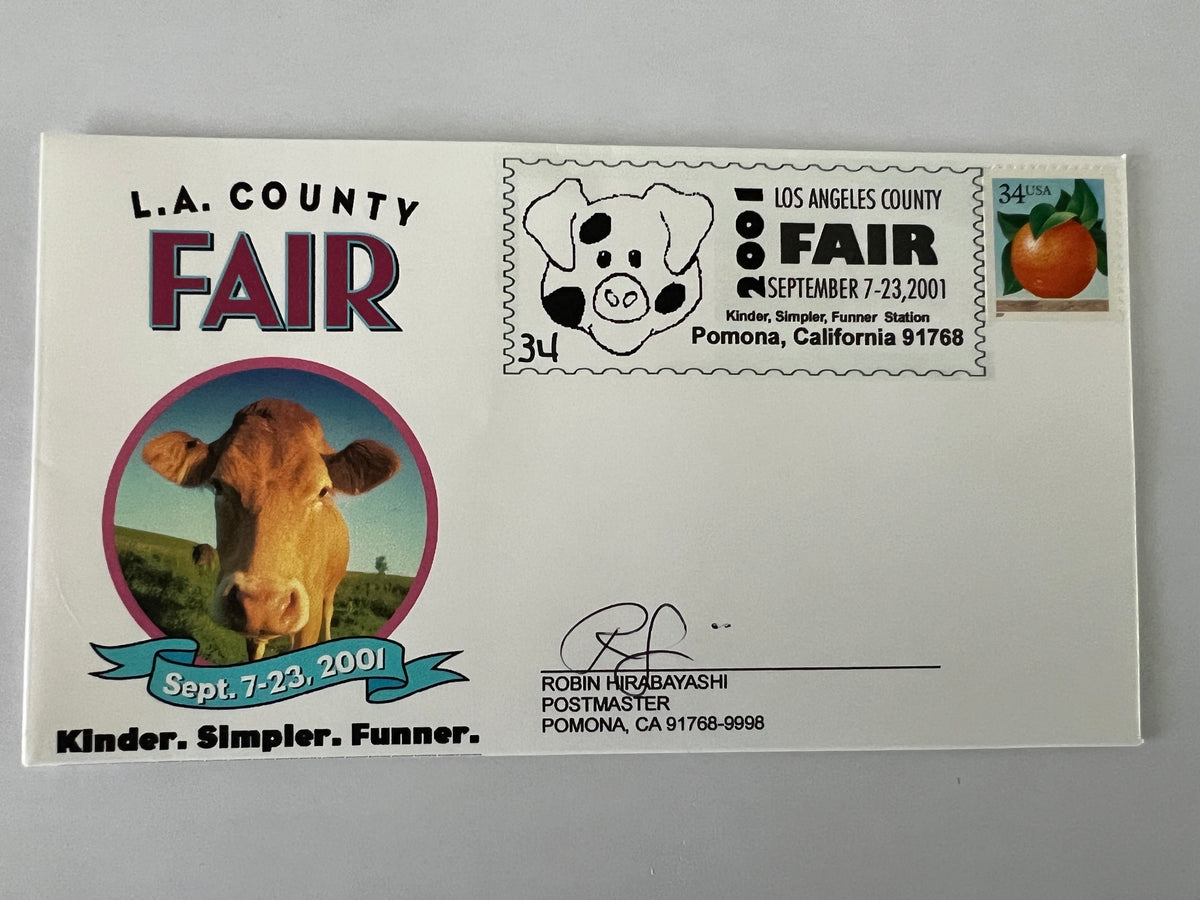 L.A. COUNTY
FAIR
Sept. 7-23, 2001
Kinder. Simpler. Funner.
34
2001
LOS ANGELES COUNTY
FAIR
SEPTEMBER 7-23,2001
Kinder, Simpler, Funner Station
Pomona, California 91768
34USA
ROBIN HIRABAYASHI
POSTMASTER
POMONA, CA 91768-9998